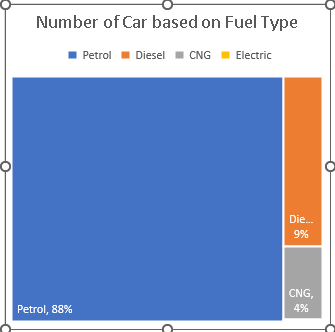 Number of Car based on Fuel Type
Petrol Diesel CNG Electric
Die...
9%
CNG,
4%
Petrol, 88%